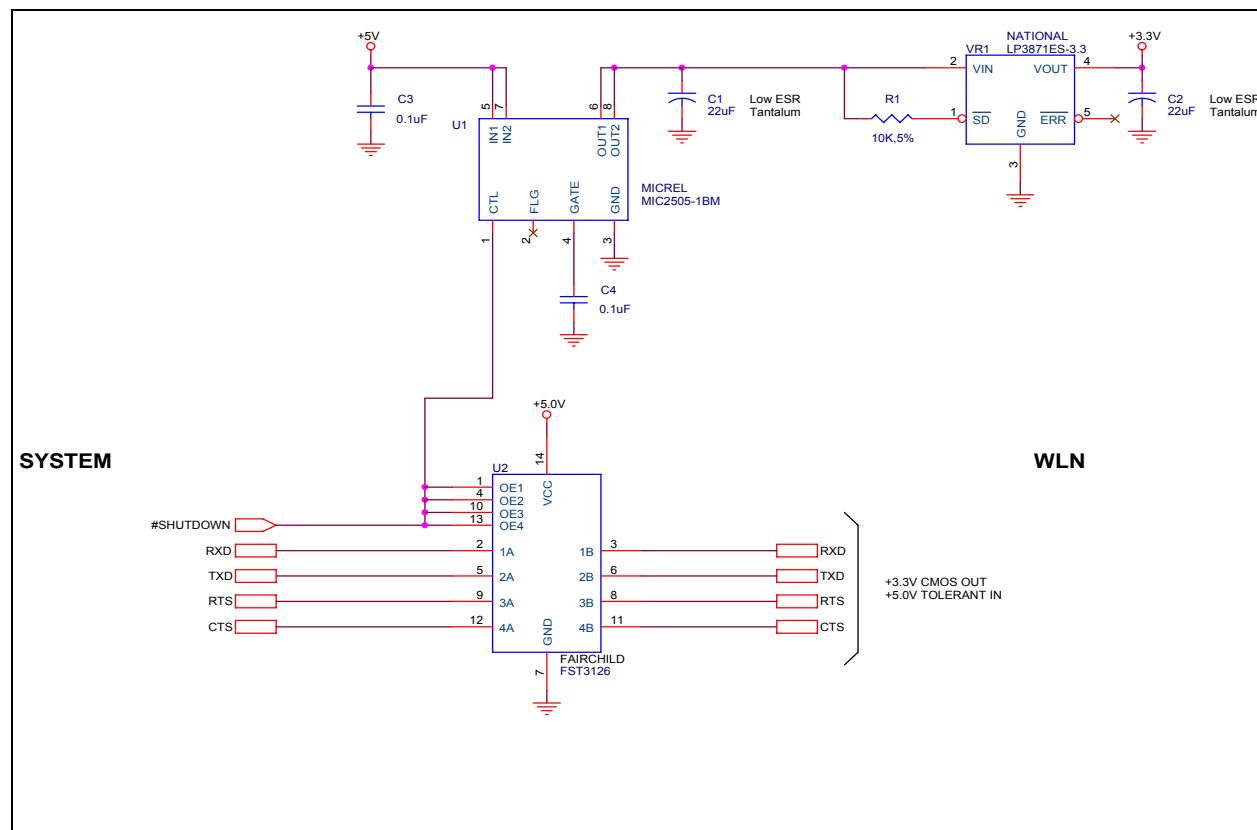 +5V
C3
0.1uF
U1
5
7
IN1
IN2
6
8
OUT1
OUT2
CTL
FLG
GATE
GND
1
2
4
3
MICREL
MIC2505-1BM
C4
0.1uF
C1
22uF
Low ESR
Tantalum
R1
10K,5%
NATIONAL
LP3871ES-3.3
VR1
2
VIN
VOUT
4
1
SD
GND
ERR
5
3
+3.3V
C2
22uF
Low ESR
Tantalum
SYSTEM
WLN
+5.0V
14
U2
VCC
1
OE1
4
OE2
10
OE3
13
OE4
#SHUTDOWN
RXD
2
1A
1B
3
RXD
TXD
5
2A
2B
6
TXD
RTS
9
3A
3B
8
RTS
CTS
12
4A
4B
11
CTS
GND
7
FAIRCHILD
FST3126
+3.3V CMOS OUT
+5.0V TOLERANT IN